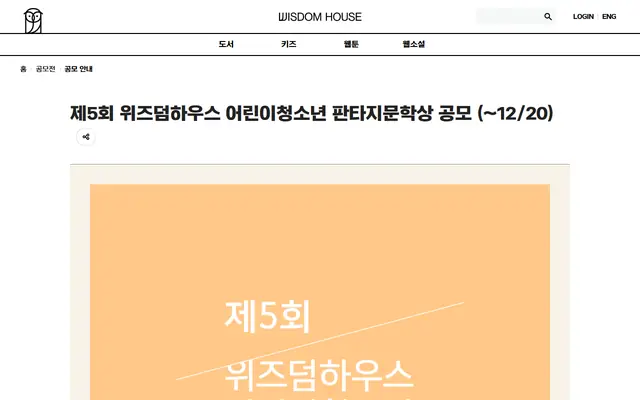 WISDOM HOUSE
LOGIN ENG
도서 키즈 웹툰 웹소설
홈 공모전 공모 안내
제5회 위즈덤하우스 어린이청소년 판타지문학상 공모 (~12/20)
제5회
위즈덤하우스